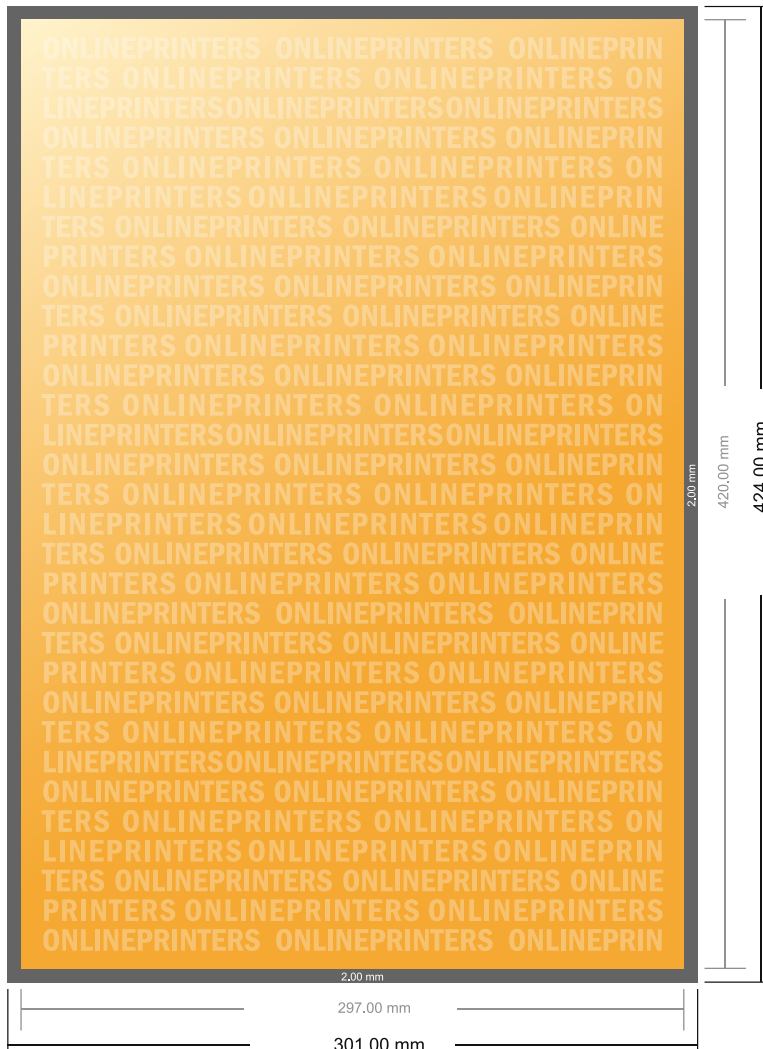 ONLINEPRINTERS ONLINEPRINTERS ONLINEPRIN
TERS ONLINEPRINTERS ONLINEPRINTERS ON
LINEPRINTERSONLINEPRINTERSONLINEPRINTERS
ONLINEPRINTERS ONLINEPRINTERS ONLINEPRIN
TERS ONLINEPRINTERS ONLINEPRINTERS ON
LINEPRINTERS ONLINEPRINTERS ONLINEPRIN
TERS ONLINEPRINTERS ONLINEPRINTERS ONLINE
PRINTERS ONLINEPRINTERS ONLINEPRINTERS
ONLINEPRINTERS ONLINEPRINTERS ONLINEPRIN
TERS ONLINEPRINTERS ONLINEPRINTERS ONLINE
PRINTERS ONLINEPRINTERS ONLINEPRINTERS
ONLINEPRINTERS ONLINEPRINTERS ONLINEPRIN
TERS ONLINEPRINTERS ONLINEPRINTERS ON
LINEPRINTERSONLINEPRINTERSONLINEPRINTERS
ONLINEPRINTERS ONLINEPRINTERS ONLINEPRIN
TERS ONLINEPRINTERS ONLINEPRINTERS ON
LINEPRINTERS ONLINEPRINTERS ONLINEPRIN
TERS ONLINEPRINTERS ONLINEPRINTERS ONLINE
PRINTERS ONLINEPRINTERS ONLINEPRINTERS
ONLINEPRINTERS ONLINEPRINTERS ONLINEPRIN
TERS ONLINEPRINTERS ONLINEPRINTERS ONLINE
PRINTERS ONLINEPRINTERS ONLINEPRINTERS
ONLINEPRINTERS ONLINEPRINTERS ONLINEPRIN
TERS ONLINEPRINTERS ONLINEPRINTERS ON
LINEPRINTERSONLINEPRINTERSONLINEPRINTERS
ONLINEPRINTERS ONLINEPRINTERS ONLINEPRIN
TERS ONLINEPRINTERS ONLINEPRINTERS ON
LINEPRINTERS ONLINEPRINTERS ONLINEPRIN
TERS ONLINEPRINTERS ONLINEPRINTERS ONLINE
PRINTERS ONLINEPRINTERS ONLINEPRINTERS
ONLINEPRINTERS ONLINEPRINTERS ONLINEPRIN
2.00 mm
420.00 mm
424.00 mm
2.00 mm
297.00 mm
301.00 mm